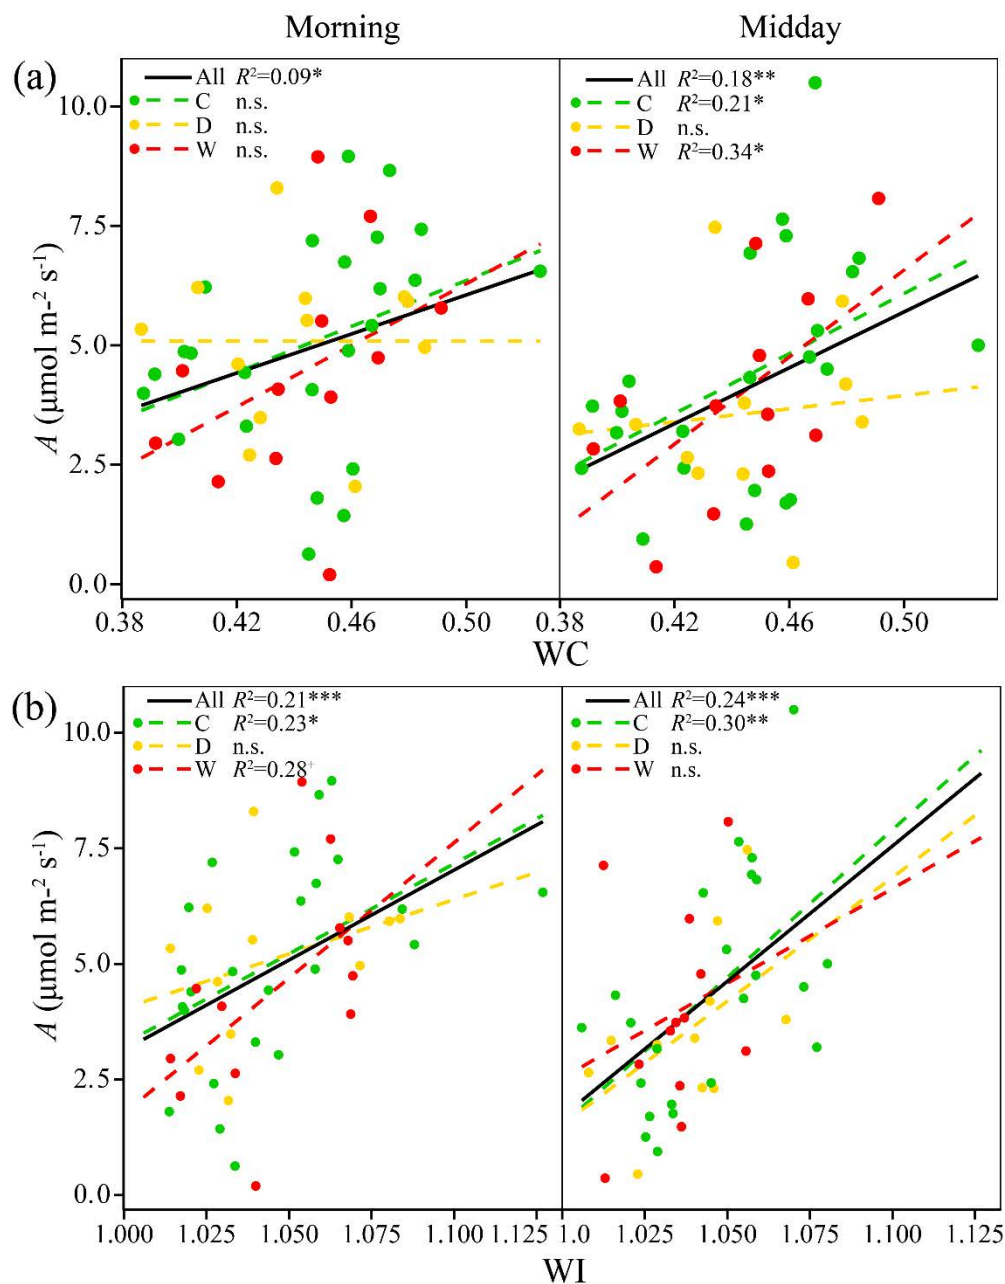 Morning Midday
(a)
All R²=0.09*
C n.s.
D n.s.
W n.s.
All R²=0.18**
C R²=0.21*
D n.s.
W R²=0.34*
10.0
7.5
5.0
2.5
0.0
A (µmol m-² s⁻¹)
0.38 0.42 0.46 0.50 0.38 0.42 0.46 0.50
WC
(b)
All R²=0.21***
C R²=0.23*
D n.s.
W R²=0.28⁺
All R²=0.24***
C R²=0.30**
D n.s.
W n.s.
10.0
7.5
5.0
2.5
0.0
A (µmol m-² s⁻¹)
1.000 1.025 1.050 1.075 1.100 1.125 1.0 1.025 1.050 1.075 1.100 1.125
WI